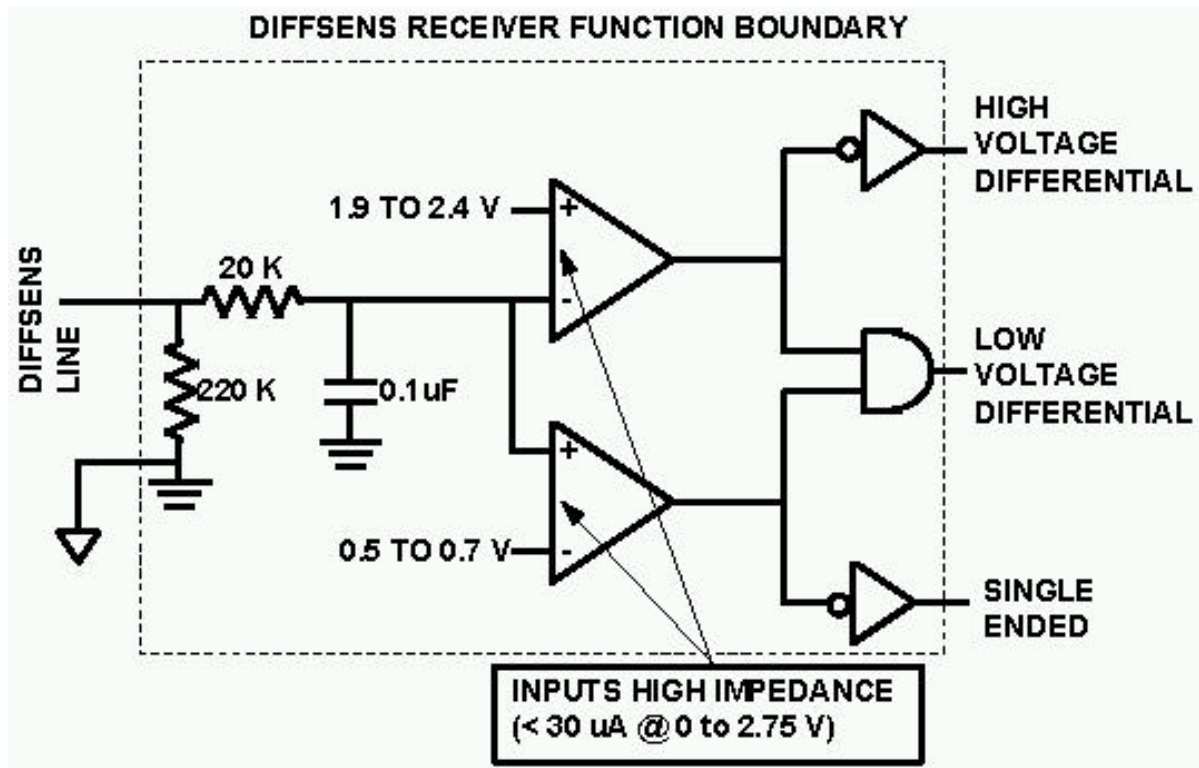 DIFFSENS RECEIVER FUNCTION BOUNDARY
HIGH
VOLTAGE
DIFFERENTIAL
1.9 TO 2.4 V
+
-
DIFFSENS
LINE
20 K
220 K
0.1uF
LOW
VOLTAGE
DIFFERENTIAL
+
0.5 TO 0.7 V
-
SINGLE
ENDED
INPUTS HIGH IMPEDANCE
(< 30 uA @ 0 to 2.75 V)